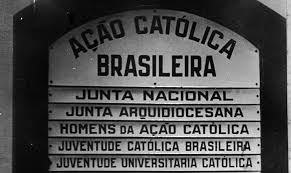 AÇÃO CATÓLICA
BRASILEIRA
JUNTA NACIONAL
JUNTA ARQUIDIOCESANA
HOMENS DA AÇÃO CATÓLICA
JUVENTUDE CATÓLICA BRASILEIRA
JUVENTUDE UNIVERSITARIA CATÓLICA